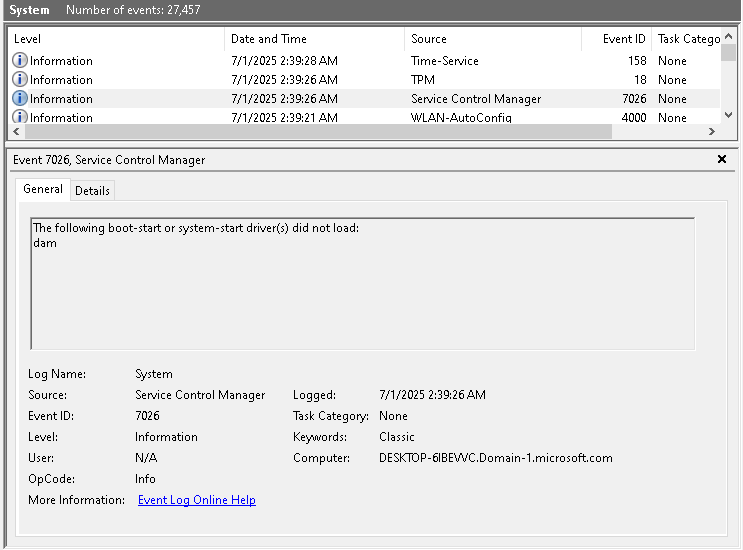 System Number of events: 27,457
Level Date and Time Source Event ID Task Catego
Information 7/1/2025 2:39:28 AM Time-Service 158 None
Information 7/1/2025 2:39:26 AM TPM 18 None
Information 7/1/2025 2:39:26 AM Service Control Manager 7026 None
Information 7/1/2025 2:39:21 AM WLAN-AutoConfig 4000 None
Event 7026, Service Control Manager
General Details
The following boot-start or system-start driver(s) did not load:
dam
Log Name: System
Source: Service Control Manager Logged: 7/1/2025 2:39:26 AM
Event ID: 7026 Task Category: None
Level: Information Keywords: Classic
User: N/A Computer: DESKTOP-6IBEVVC.Domain-1.microsoft.com
OpCode: Info
More Information: Event Log Online Help